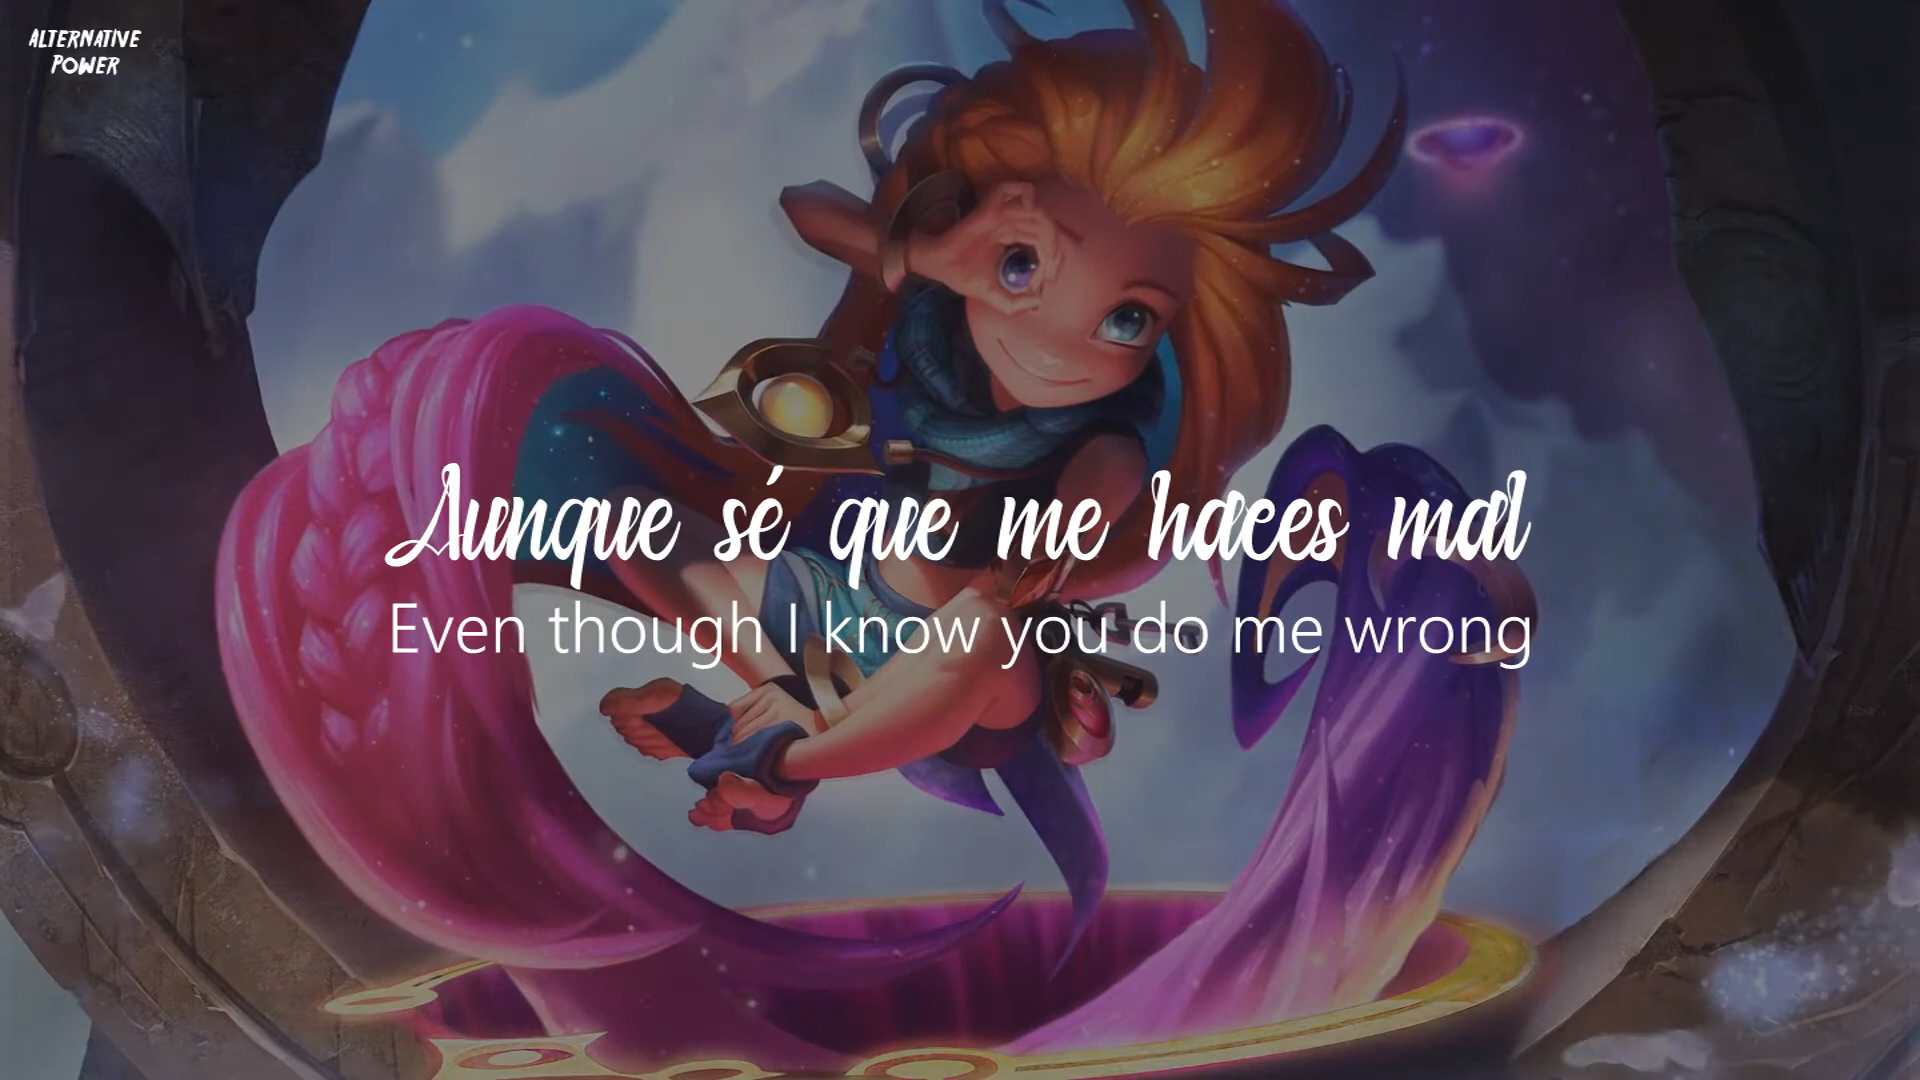 ALTERNATIVE
POWER
Aunque sé que me haces mal
Even though I know you do me wrong